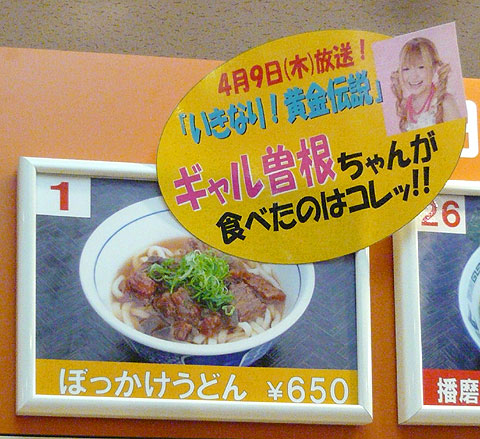 4月9日(木)放送!
「いきなり!黄金伝説」
ギャル曽根ちゃんが
食べたのはコレッ!!
1
ぼっかけうどん ¥650
26
播磨